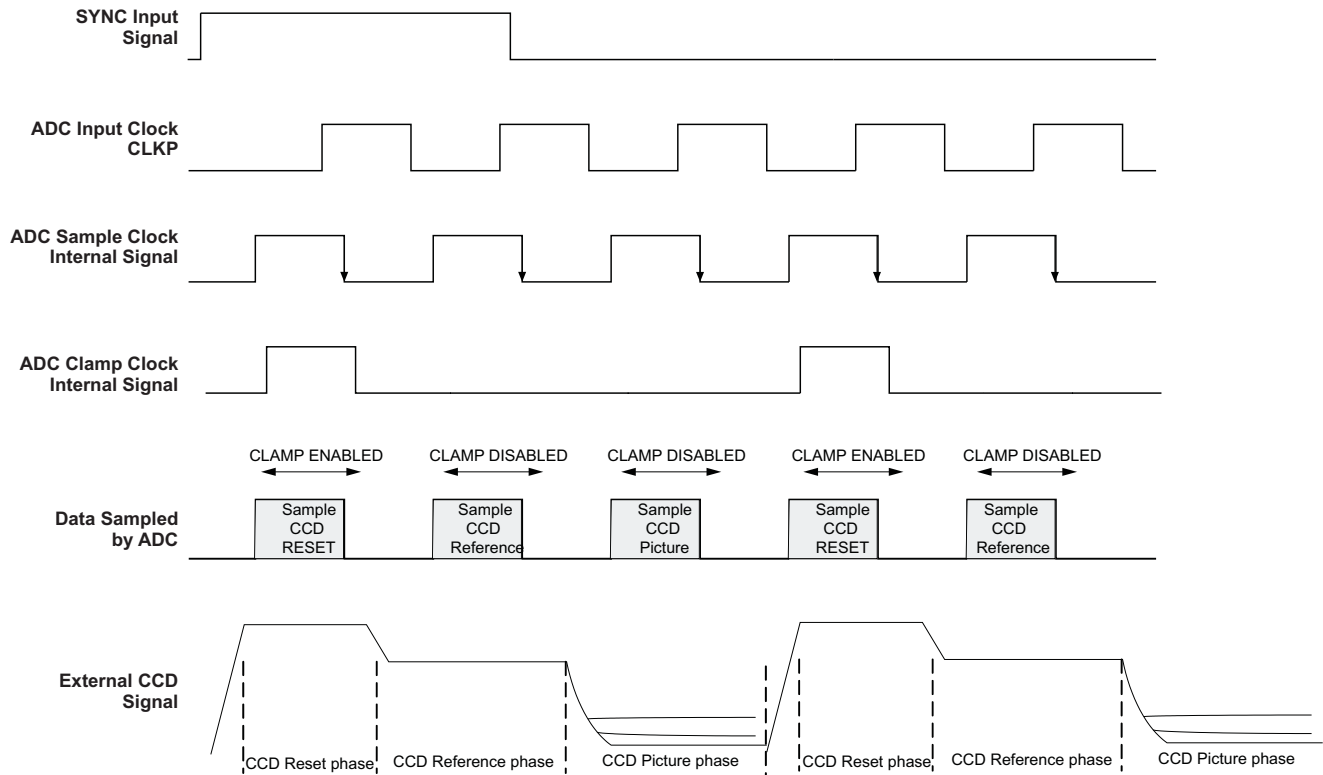 SYNC Input
Signal
ADC Input Clock
CLKP
ADC Sample Clock
Internal Signal
ADC Clamp Clock
Internal Signal
CLAMP ENABLED
CLAMP DISABLED
CLAMP DISABLED
CLAMP ENABLED
CLAMP DISABLED
Data Sampled
by ADC
Sample
CCD
RESET
Sample
CCD
Reference
Sample
CCD
Picture
Sample
CCD
RESET
Sample
CCD
Reference
External CCD
Signal
CCD Reset phase
CCD Reference phase
CCD Picture phase
CCD Reset phase
CCD Reference phase
CCD Picture phase